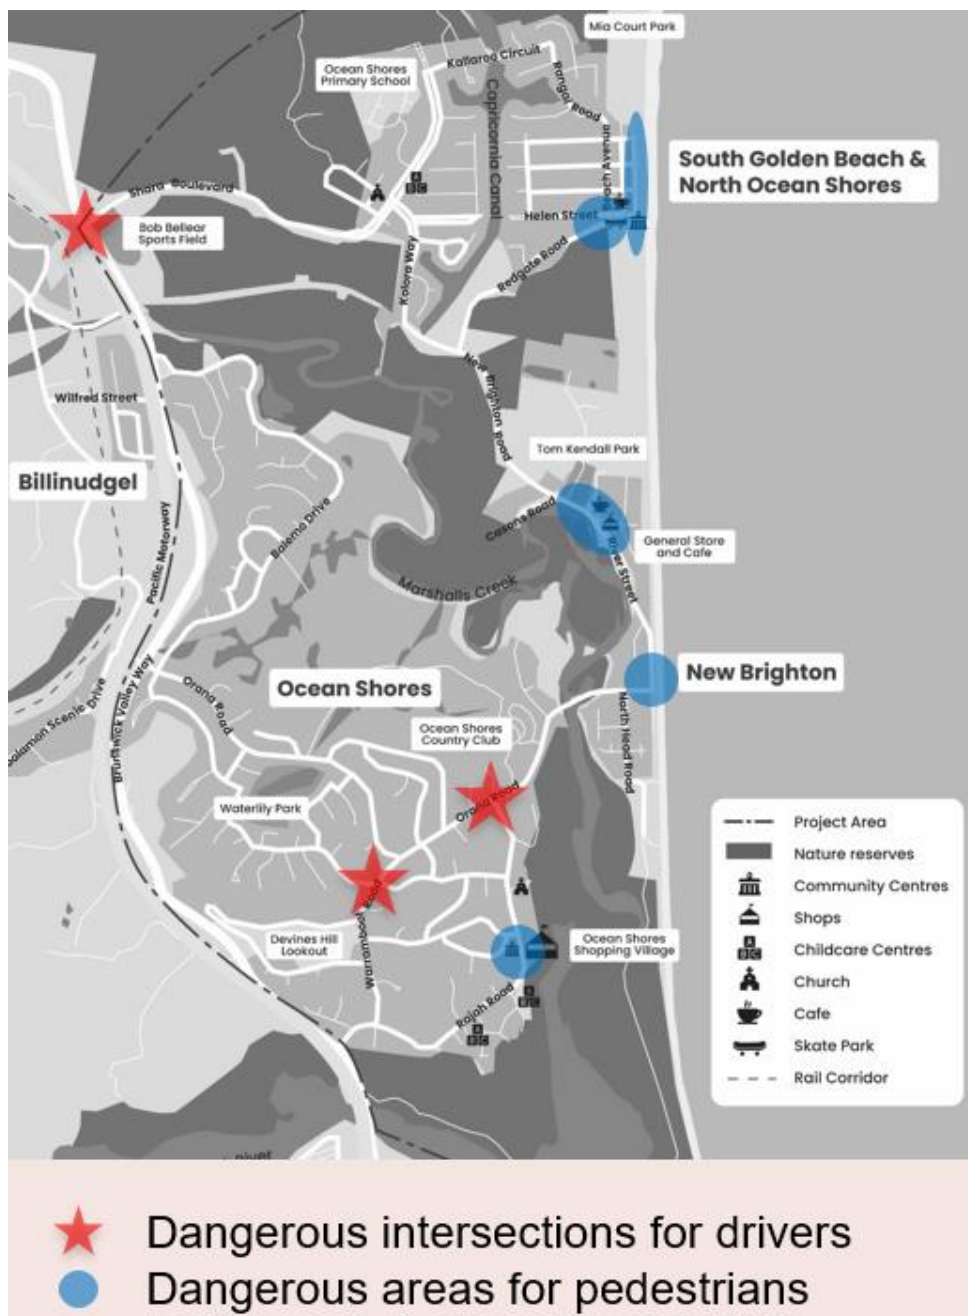 Mia Court Park
Kallaroo Circuit
Ocean Shores
Primary School
Rangal Road
Capricornia Canal
Beach Avenue
South Golden Beach &
North Ocean Shores
Shara Boulevard
Helen Street
Bob Bellear
Sports Field
Redgate Road
Kolora Way
New Brighton Road
Wilfred Street
Tom Kendall Park
Billinudgel
Casons Road
Balemo Drive
General Store
and Cafe
River Street
Pacific Motorway
Marshalls Creek
New Brighton
Ocean Shores
Orana Road
Brunswick Valley Way
North Head Road
Ocean Shores
Country Club
Waterlily Park
Orana Road
Project Area
Nature reserves
Community Centres
Shops
Childcare Centres
Church
Cafe
Skate Park
Rail Corridor
Devines Hill
Lookout
Ocean Shores
Shopping Village
Rajah Road
Dangerous intersections for drivers
Dangerous areas for pedestrians